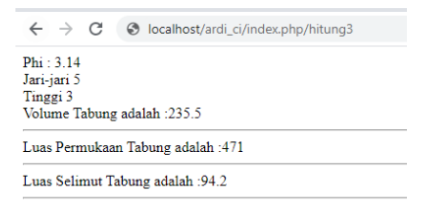 localhost/ardi_ci/index.php/hitung3
Phi : 3.14
Jari-jari 5
Tinggi 3
Volume Tabung adalah :235.5
Luas Permukaan Tabung adalah :471
Luas Selimut Tabung adalah :94.2